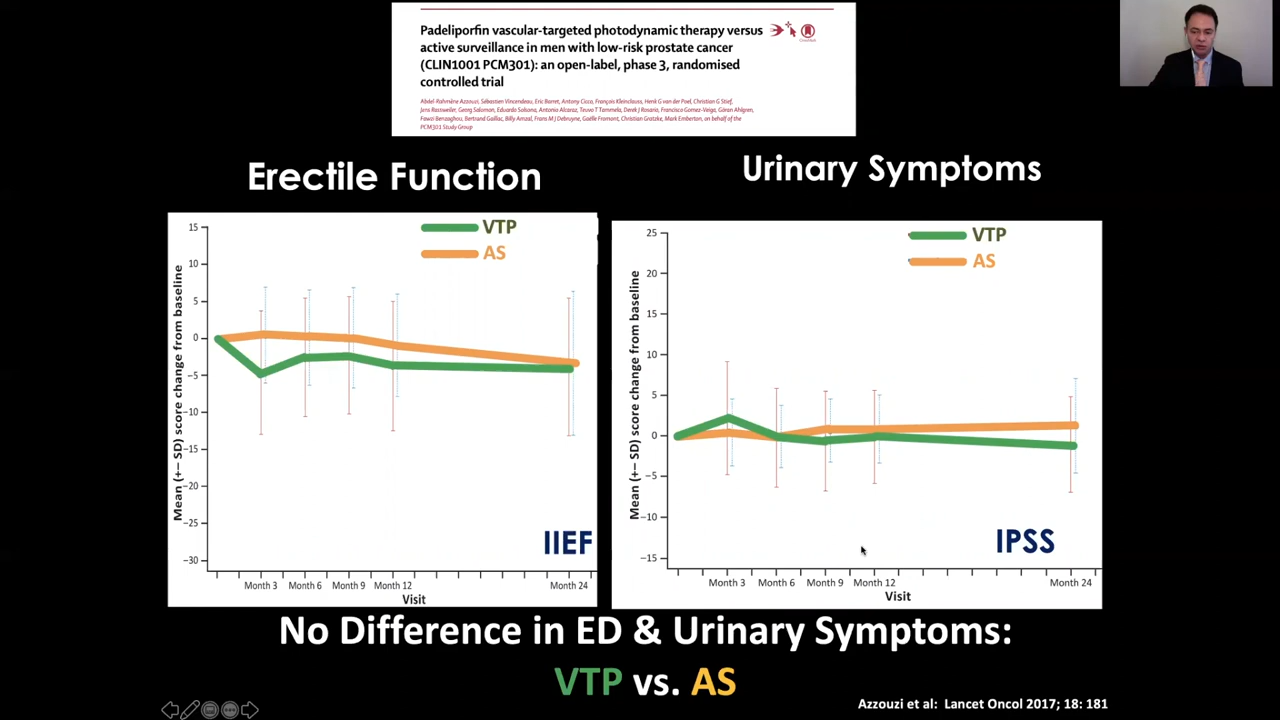 Padeliporfin vascular-targeted photodynamic therapy versus
active surveillance in men with low-risk prostate cancer
(CLIN1001 PCM301): an open-label, phase 3, randomised
controlled trial
Abdel-Rahmène Azzouzi, Sébastien Vincendeau, Eric Barret, Antony Cicco, François Kleinclauss, Henk G van der Poel, Christian G Stief,
Jens Rassweiler, Georg Salomon, Eduardo Solsona, Antonio Alcaraz, Teuvo T Tammela, Derek J Rosario, Francisco Gomez-Veiga, Göran Ahlgren,
Fawzi Benzaghou, Bertrand Gaillac, Billy Amzal, Frans M J Debruyne, Gaëlle Fromont, Christian Gratzke, Mark Emberton, on behalf of the
PCM301 Study Group
Erectile Function
Urinary Symptoms
VTP
AS
15
10
5
0
−5
−10
−15
−20
−25
−30
Mean (+− SD) score change from baseline
IIEF
Month 3 Month 6 Month 9 Month 12 Month 24
Visit
VTP
AS
25
20
15
10
5
0
−5
−10
−15
Mean (+− SD) score change from baseline
IPSS
Month 3 Month 6 Month 9 Month 12 Month 24
Visit
No Difference in ED & Urinary Symptoms:
VTP vs. AS
Azzouzi et al: Lancet Oncol 2017; 18: 181